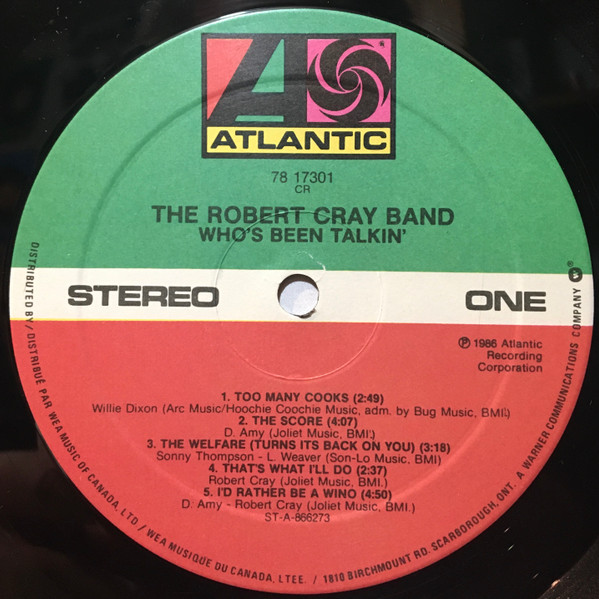 ATLANTIC
78 17301
CR
THE ROBERT CRAY BAND
WHO'S BEEN TALKIN'
STEREO
ONE
℗ 1986 Atlantic
Recording
Corporation
1. TOO MANY COOKS (2:49)
Willie Dixon (Arc Music/Hoochie Coochie Music, adm. by Bug Music, BMI.)
2. THE SCORE (4:07)
D. Amy (Joliet Music, BMI.)
3. THE WELFARE (TURNS ITS BACK ON YOU) (3:18)
Sonny Thompson - L. Weaver (Son-Lo Music, BMI)
4. THAT'S WHAT I'LL DO (2:37)
Robert Cray (Joliet Music, BMI.)
5. I'D RATHER BE A WINO (4:50)
D. Amy - Robert Cray (Joliet Music, BMI.)
ST-A-866273
DISTRIBUTED BY / DISTRIBUÉ PAR WEA MUSIC OF CANADA, LTD / WEA MUSIQUE DU CANADA, LTEE. / 1810 BIRCHMOUNT RD, SCARBOROUGH, ONT. A WARNER COMMUNICATIONS COMPANY W ®